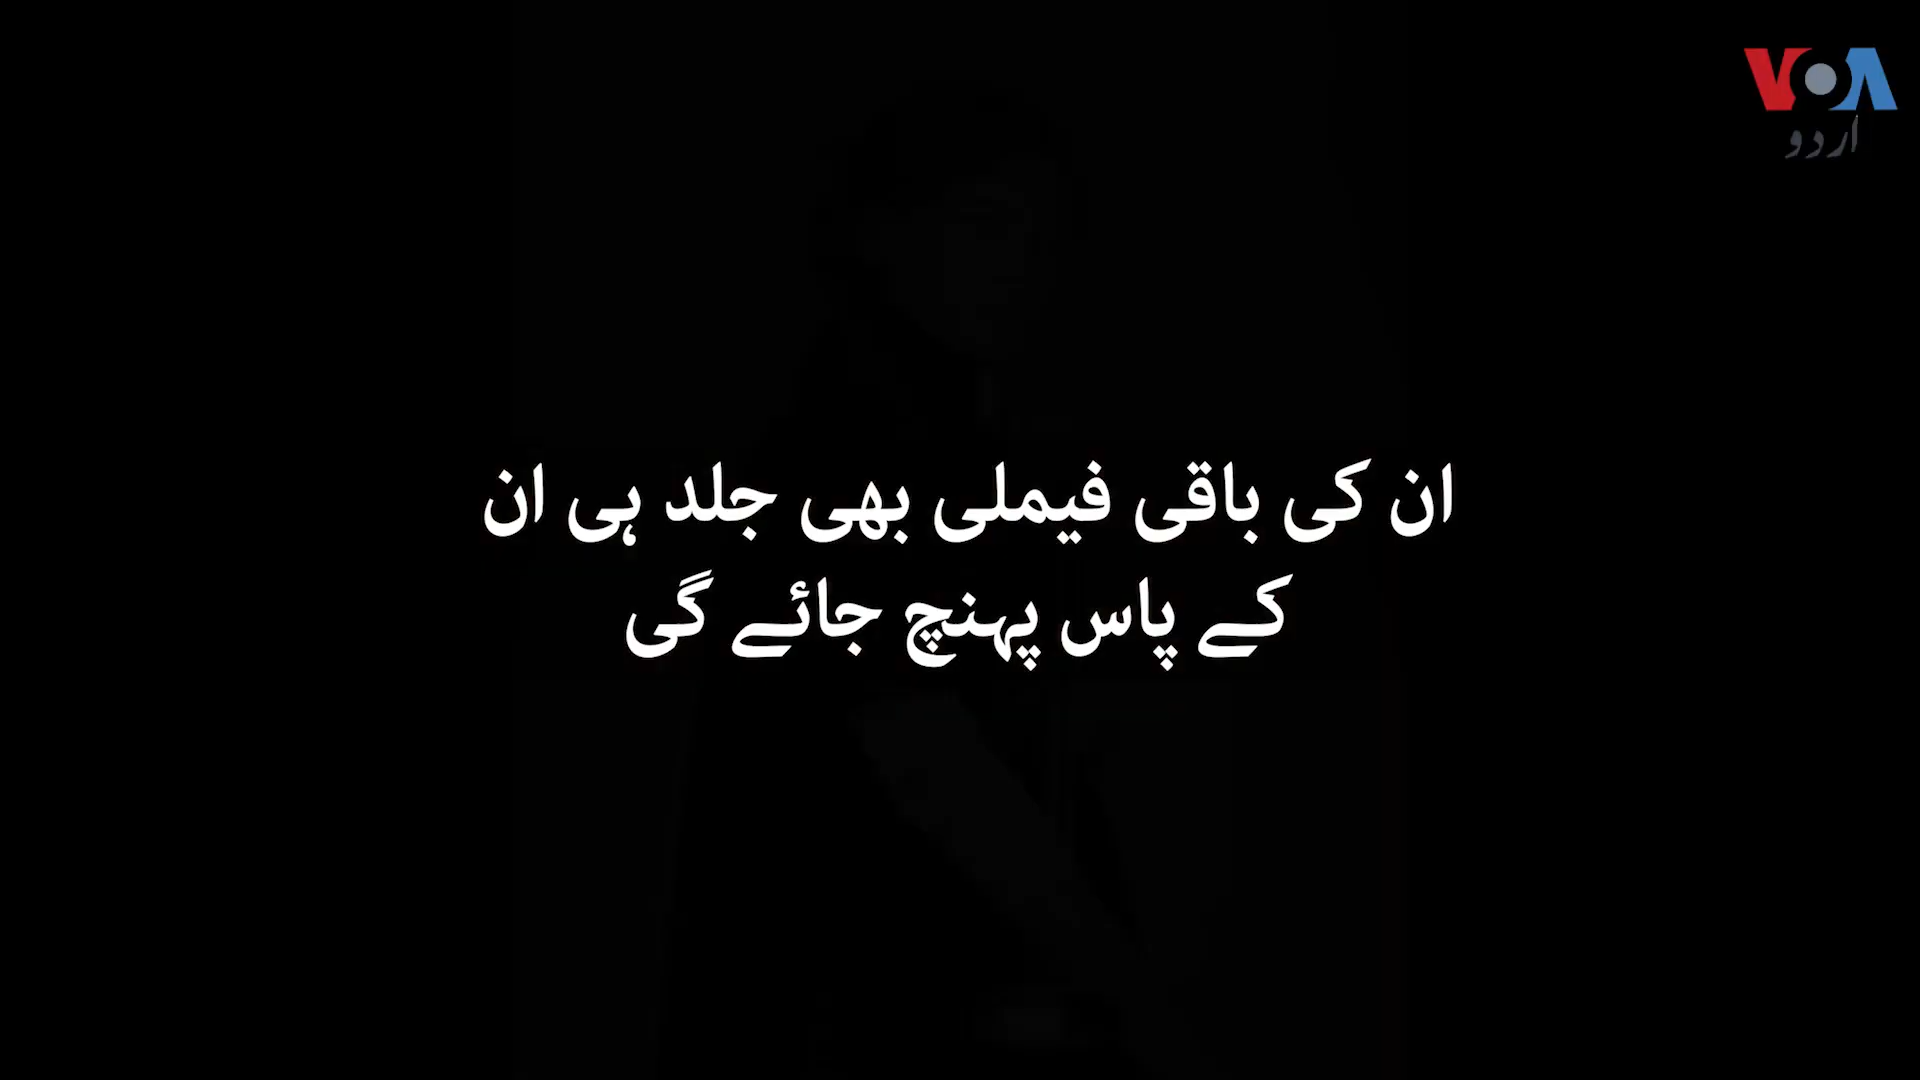 VOA
اردو
ان کی باقی فیملی بھی جلد ہی ان
کے پاس پہنچ جائے گی